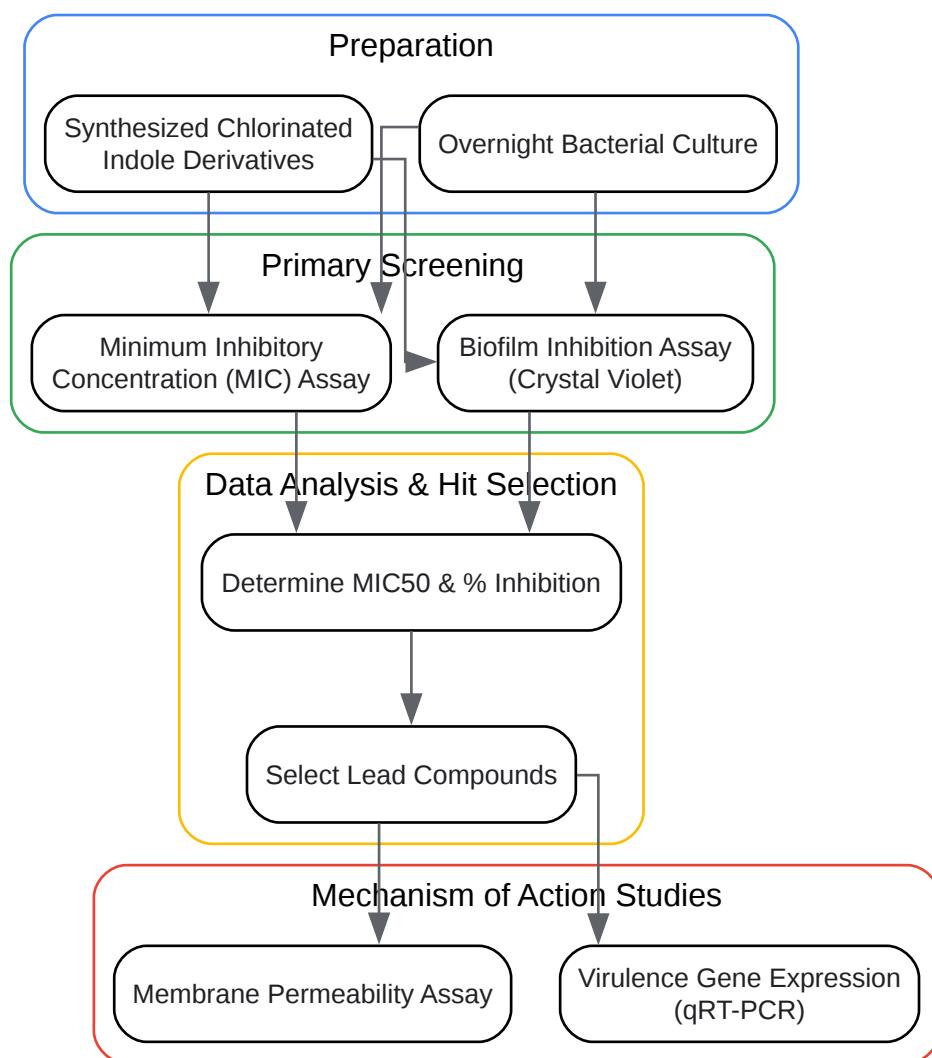 Preparation
Synthesized Chlorinated
Indole Derivatives
Overnight Bacterial Culture
Primary Screening
Minimum Inhibitory
Concentration (MIC) Assay
Biofilm Inhibition Assay
(Crystal Violet)
Data Analysis & Hit Selection
Determine MIC50 & % Inhibition
Select Lead Compounds
Mechanism of Action Studies
Membrane Permeability Assay
Virulence Gene Expression
(qRT-PCR)